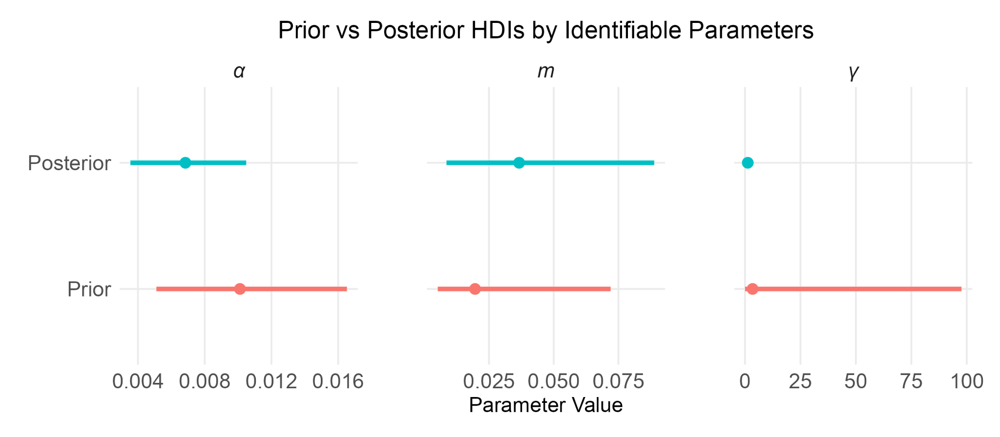 Prior vs Posterior HDIs by Identifiable Parameters
α m γ
Posterior
Prior
0.004 0.008 0.012 0.016 0.025 0.050 0.075 0 25 50 75 100
Parameter Value